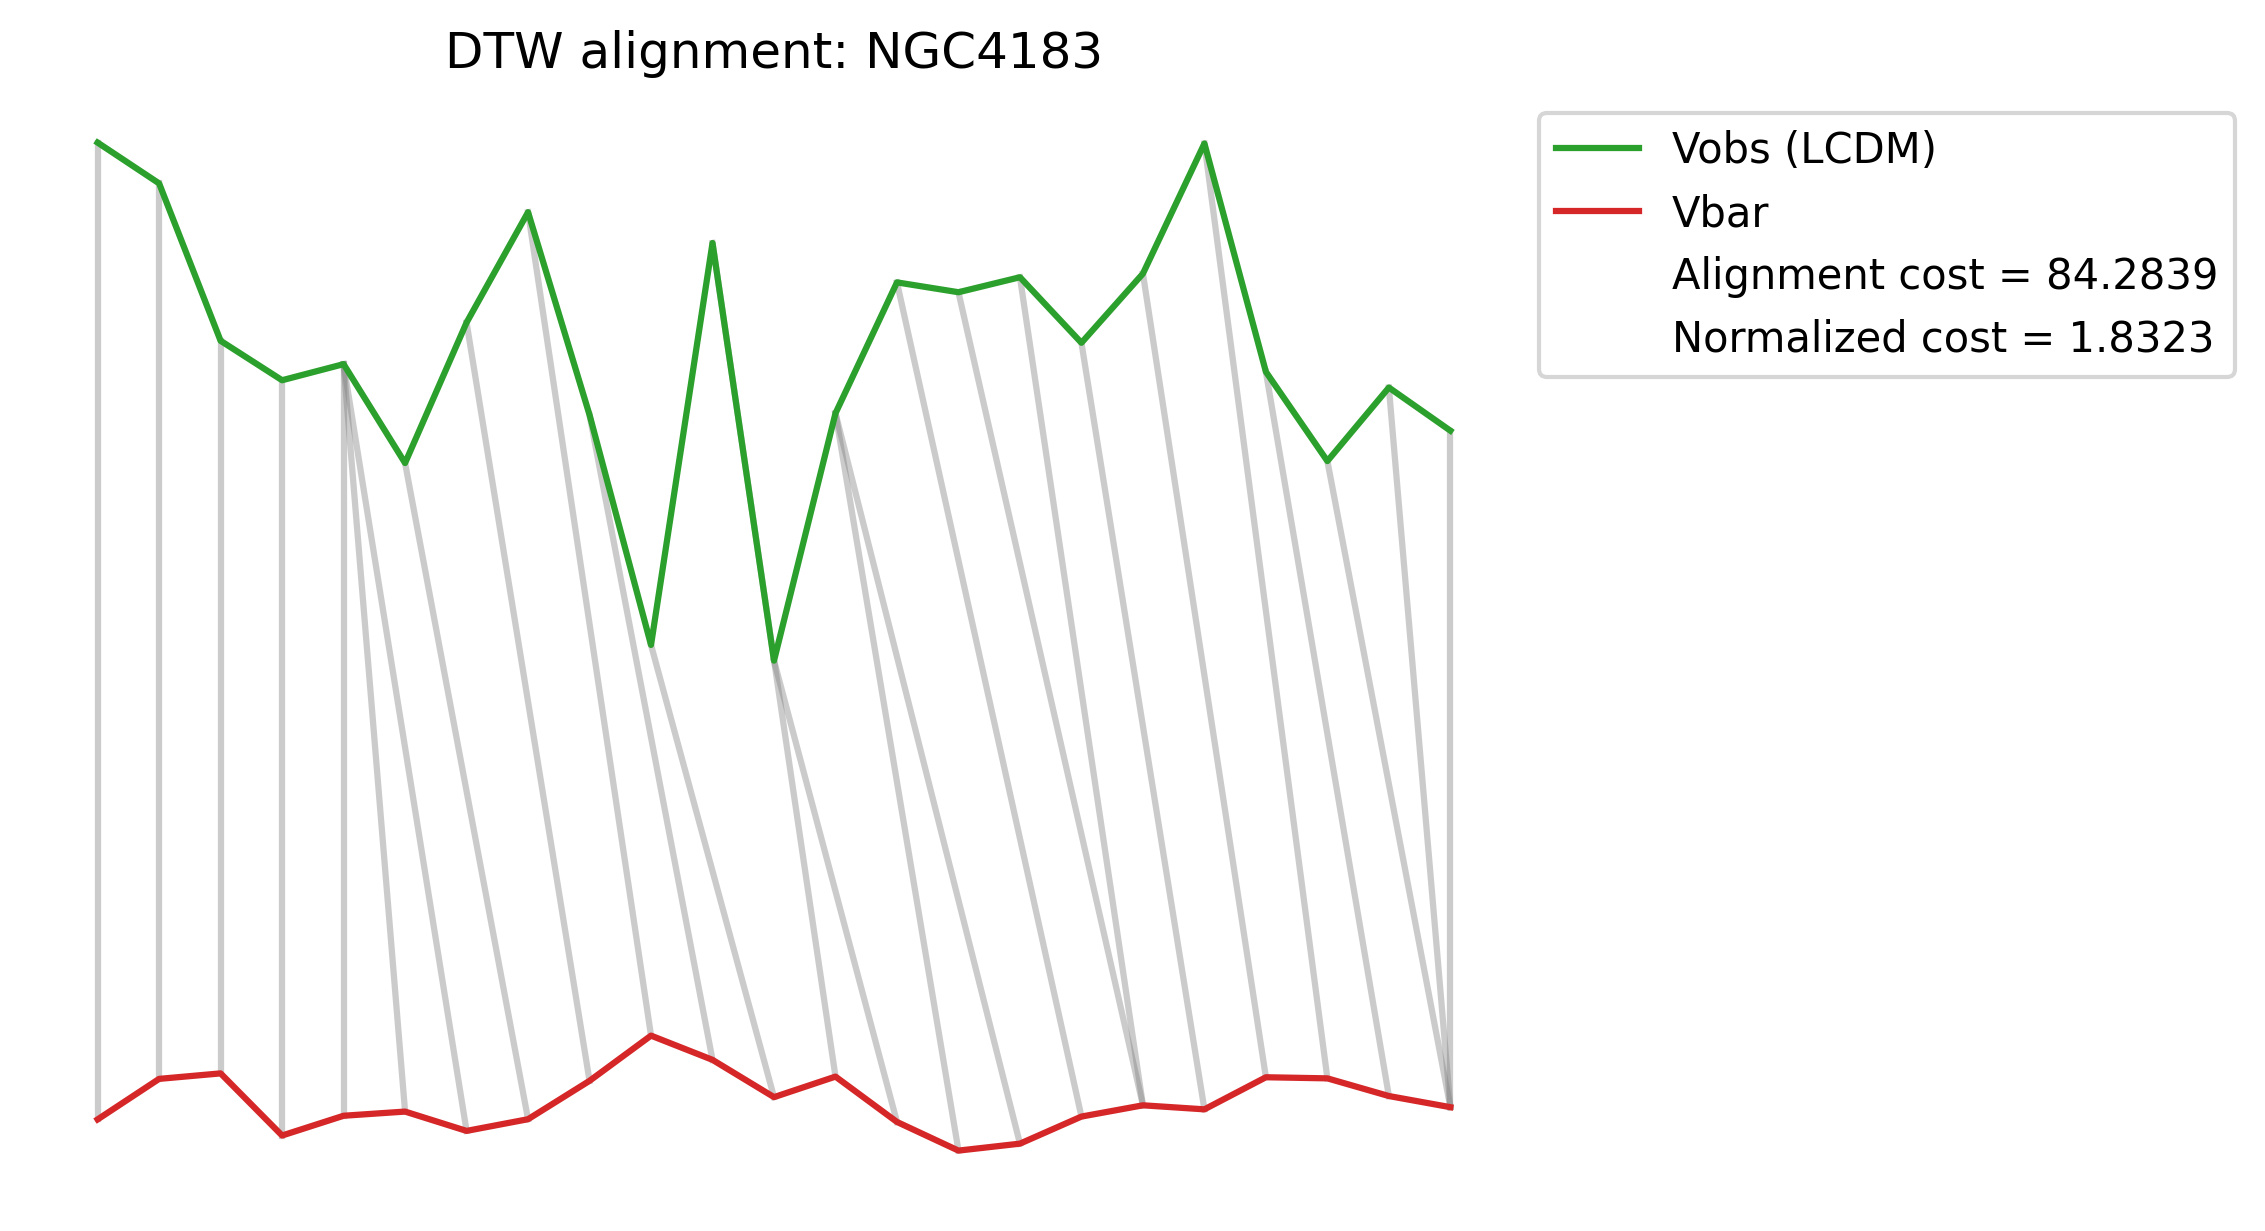 DTW alignment: NGC4183
Vobs (LCDM)
Vbar
Alignment cost = 84.2839
Normalized cost = 1.8323